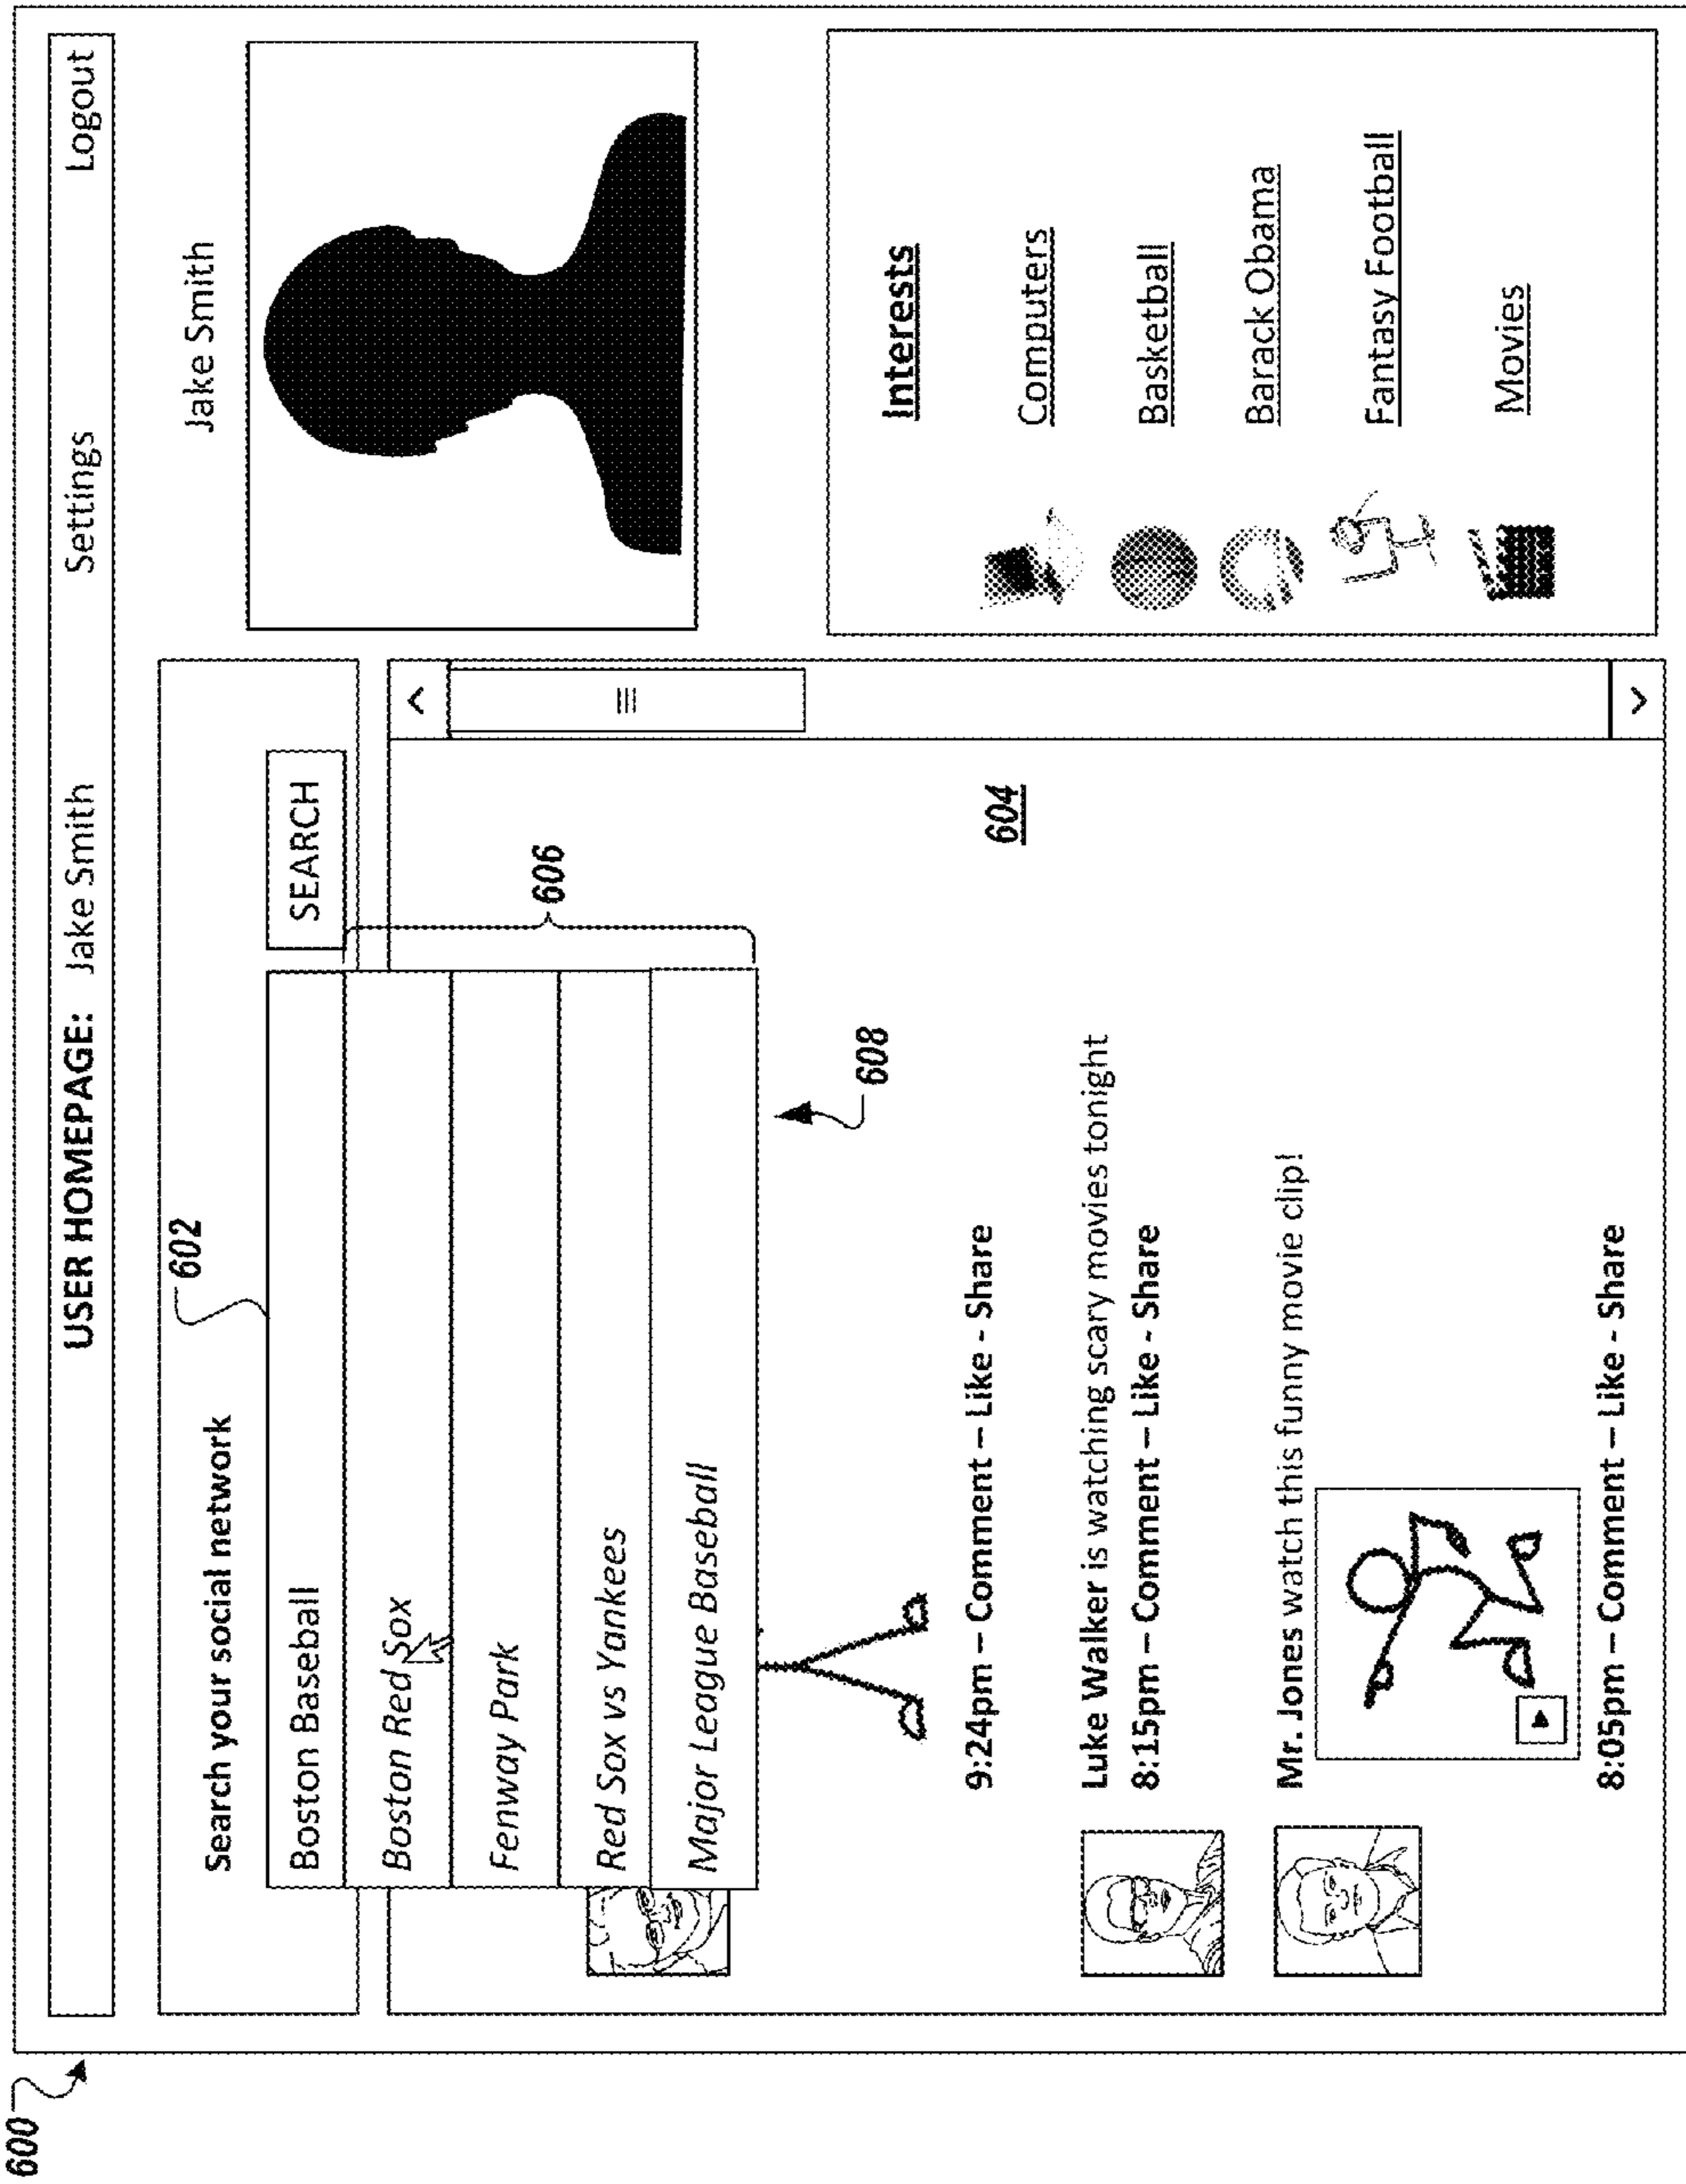 600
USER HOMEPAGE: Jake Smith Settings Logout
602
Search your social network
Boston Baseball
SEARCH
Boston Red Sox
Fenway Park
Red Sox vs Yankees
Major League Baseball
606
608
604
9:24pm – Comment – Like - Share
Luke Walker is watching scary movies tonight
8:15pm – Comment – Like - Share
Mr. Jones watch this funny movie clip!
8:05pm – Comment – Like - Share
Jake Smith
Interests
Computers
Basketball
Barack Obama
Fantasy Football
Movies